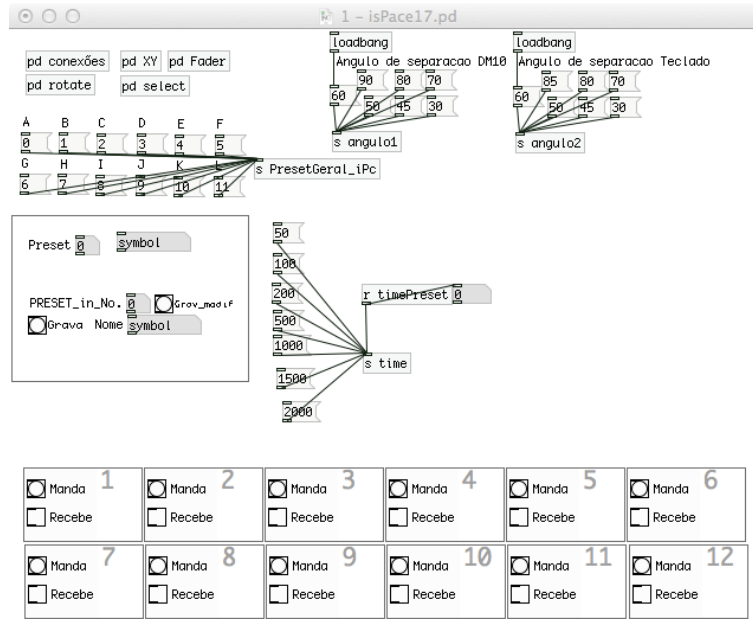 1 - isPace17.pd
pd conexões pd XY pd Fader
pd rotate pd select
loadbang
Angulo de separacao DM10
90 80 70
60
50 45 30
s angulo1
loadbang
Angulo de separacao Teclado
85 80 70
60
50 45 30
s angulo2
A B C D E F
0 1 2 3 4 5
G H I J K L
6 7 8 9 10 11
s PresetGeral_iPc
Preset 0 symbol
PRESET_in_No. 0 Grav_modif
Grava Nome symbol
50
100
200
500
1000
1500
2000
r timePreset 0
s time
Manda 1 Manda 2 Manda 3 Manda 4 Manda 5 Manda 6
Recebe Recebe Recebe Recebe Recebe Recebe
Manda 7 Manda 8 Manda 9 Manda 10 Manda 11 Manda 12
Recebe Recebe Recebe Recebe Recebe Recebe